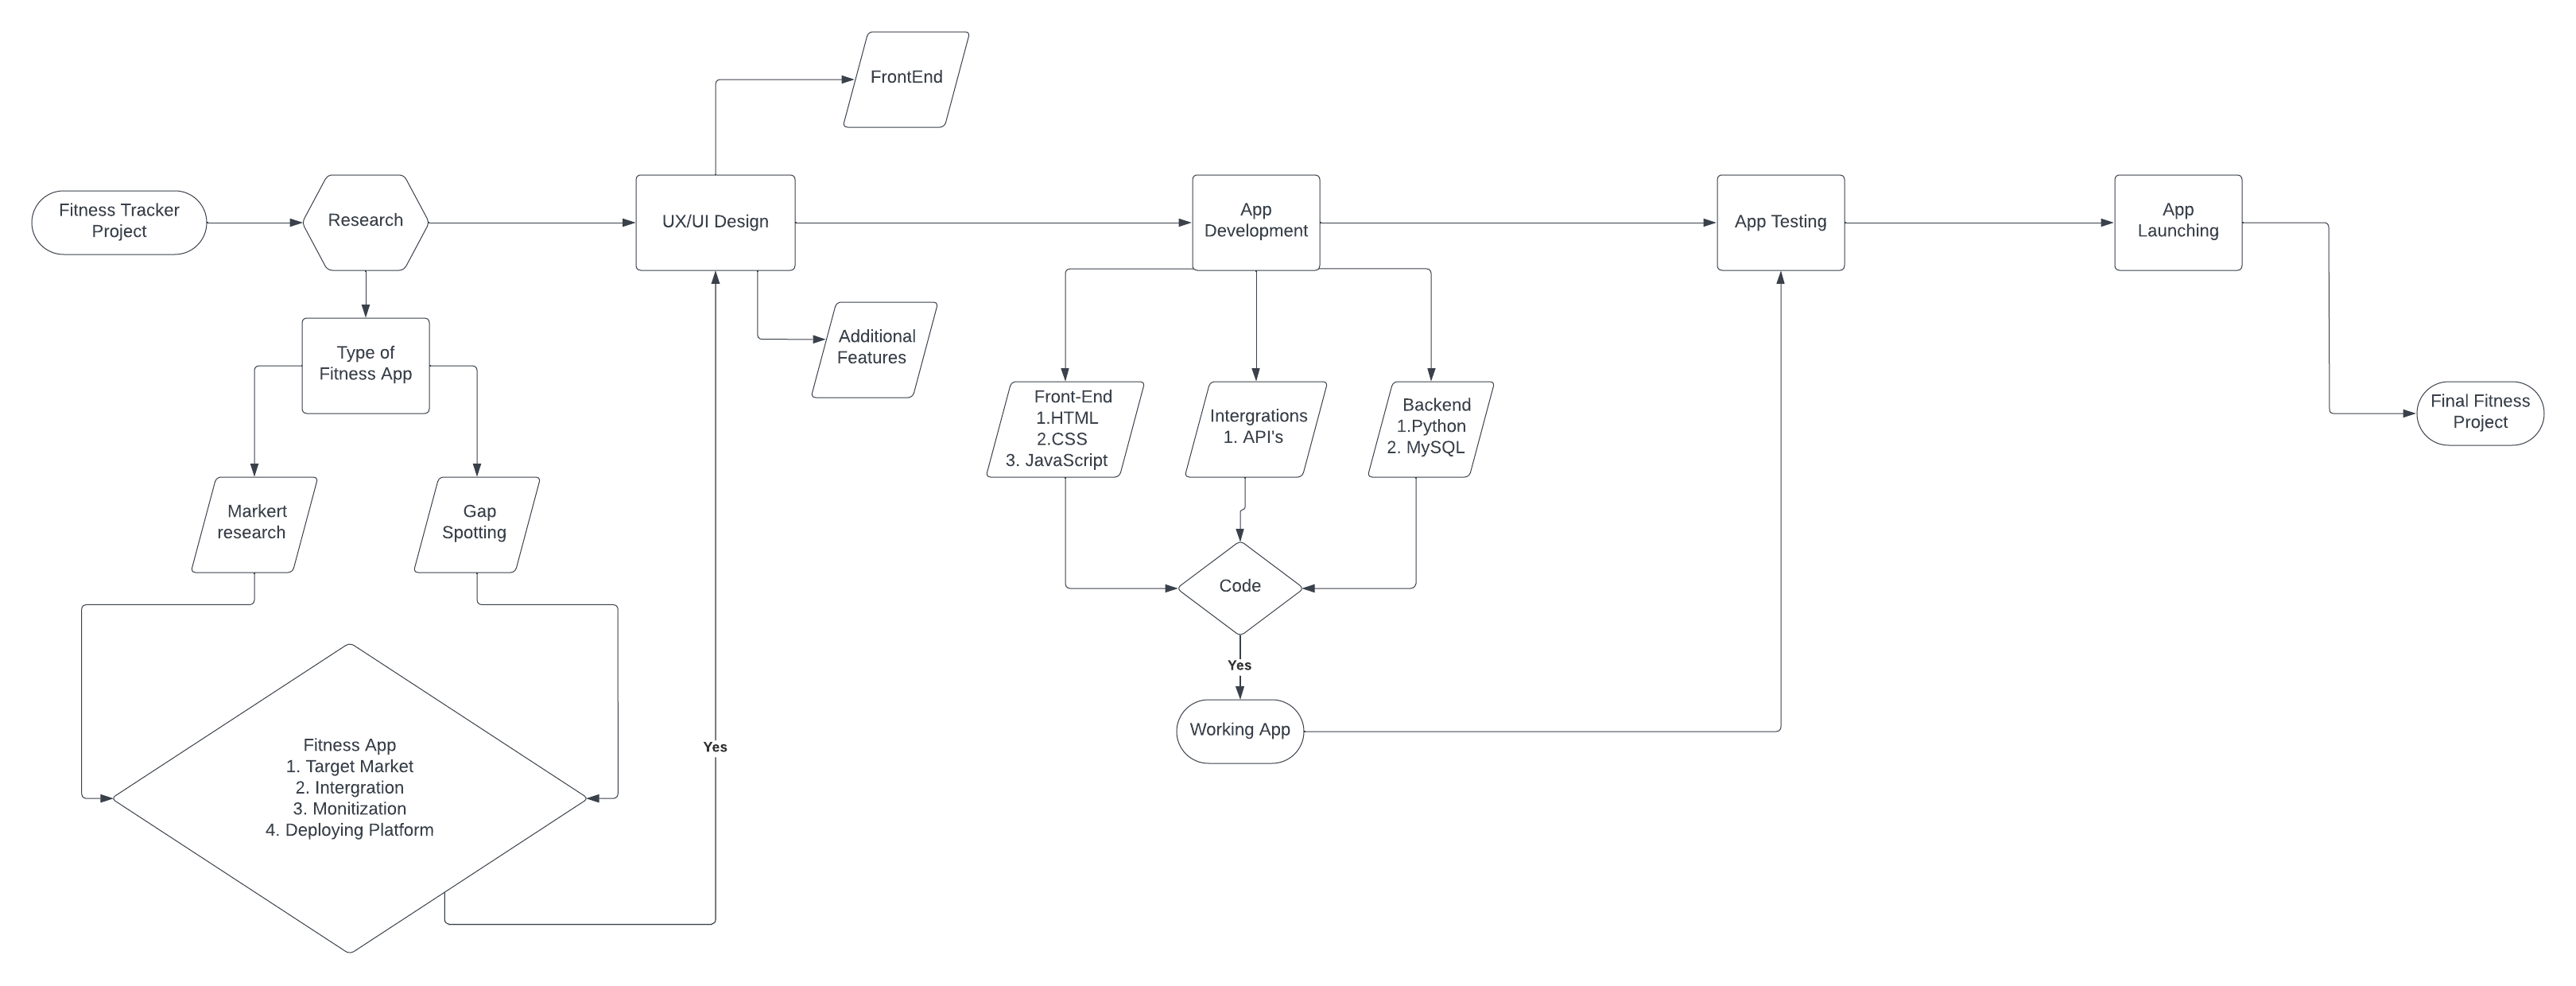 FrontEnd
Fitness Tracker
Project
Research
UX/UI Design
App
Development
App Testing
App
Launching
Type of
Fitness App
Additional
Features
Front-End
1.HTML
2.CSS
3. JavaScript
Intergrations
1. API's
Backend
1.Python
2. MySQL
Final Fitness
Project
Markert
research
Gap
Spotting
Code
Yes
Working App
Yes
Fitness App
1. Target Market
2. Intergration
3. Monitization
4. Deploying Platform